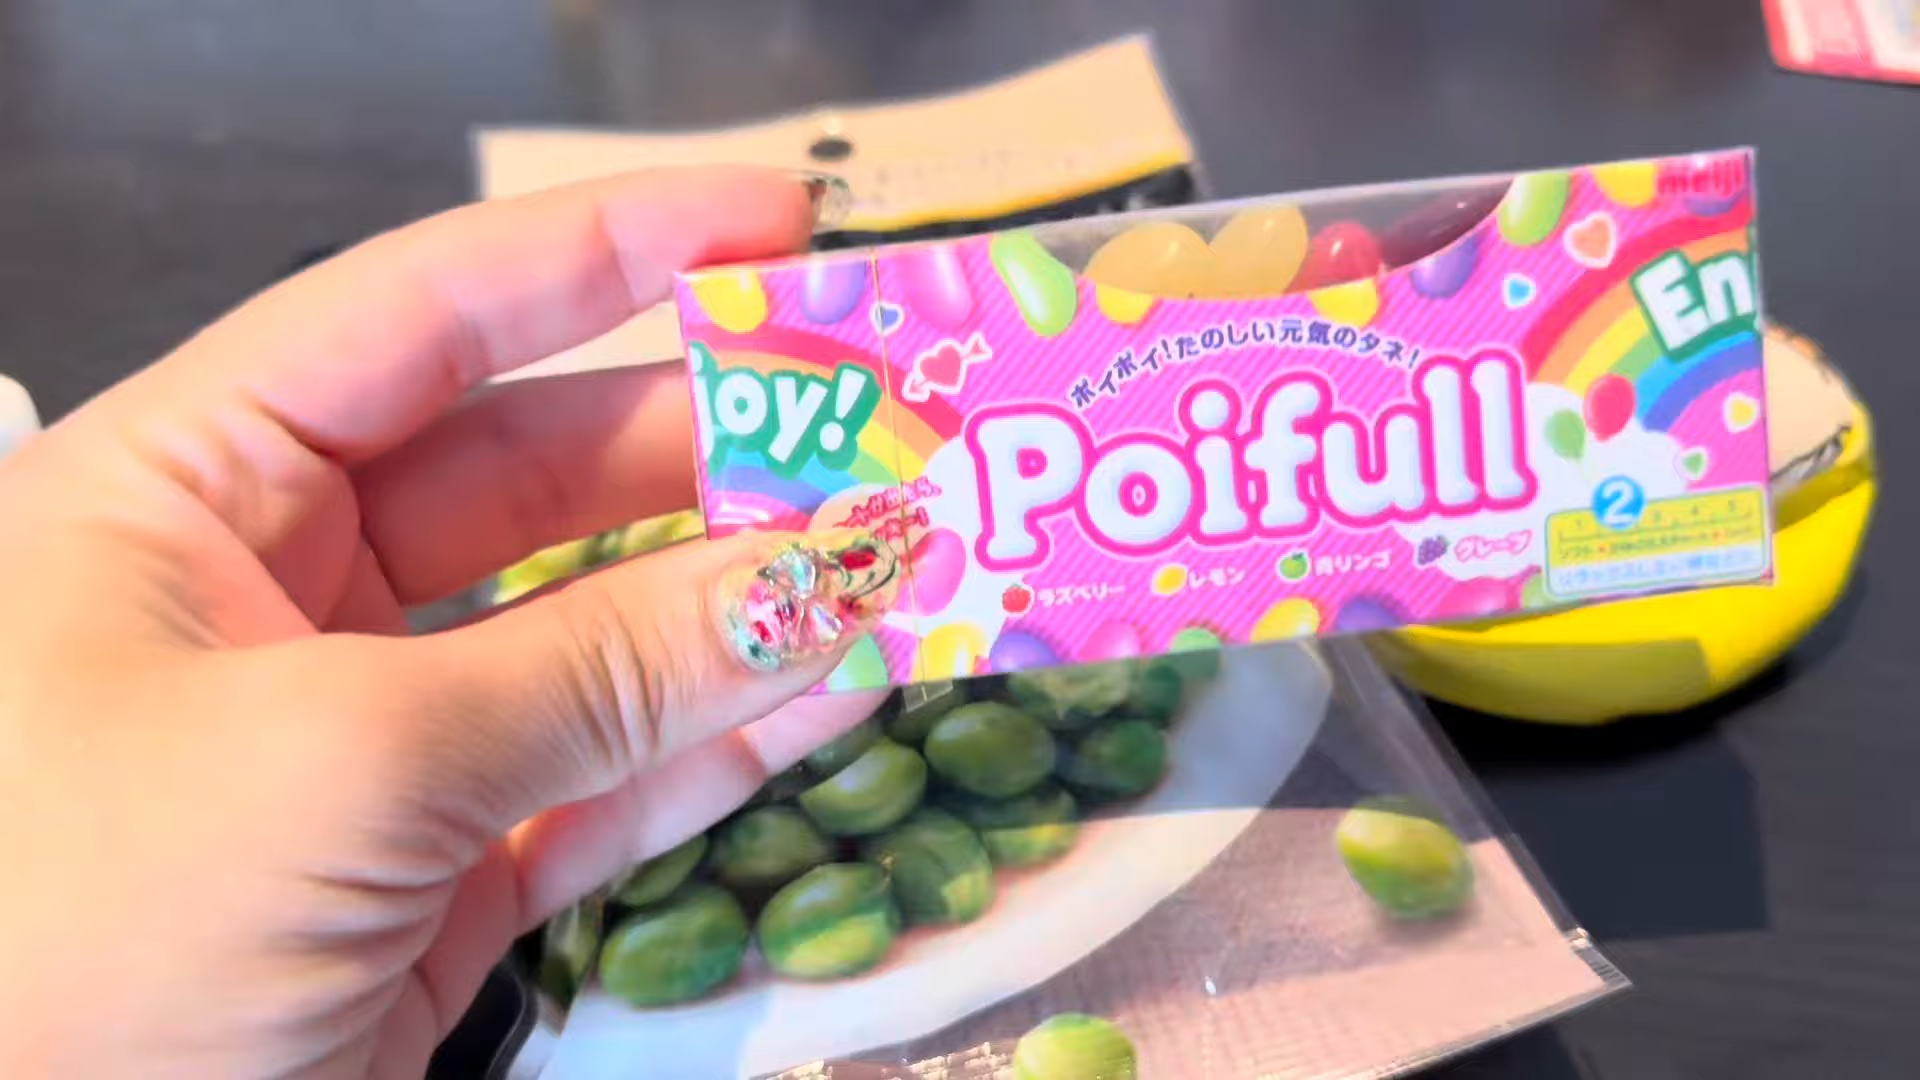 meiji
Enj
joy!
ポイポイ!たのしい元気のタネ!
Poifull
2
ラズベリー
レモン
青リンゴ
グレープ